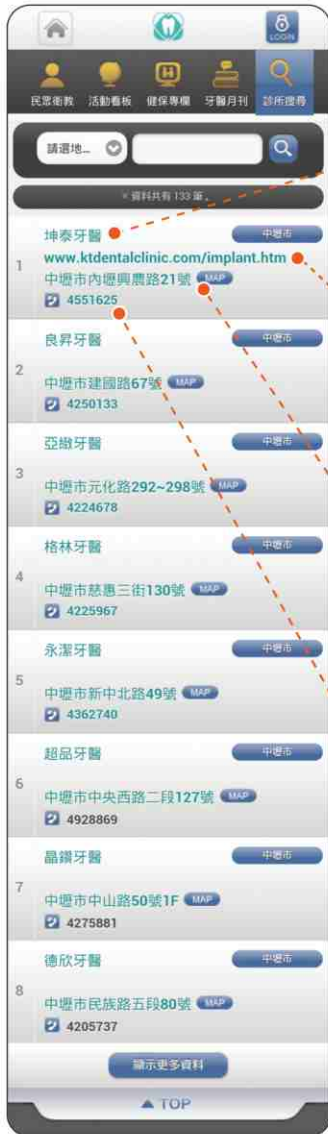 LOGIN
民眾衛教 活動看板 健保專欄 牙醫月刊 診所搜尋
請選地...
資料共有 133 筆。
坤泰牙醫 中壢市
1
www.ktdentalclinic.com/implant.htm
中壢市內壢興農路21號 MAP
4551625
良昇牙醫 中壢市
2
中壢市建國路67號 MAP
4250133
亞緻牙醫 中壢市
3
中壢市元化路292~298號 MAP
4224678
格林牙醫 中壢市
4
中壢市慈惠三街130號 MAP
4225967
永潔牙醫 中壢市
5
中壢市新中北路49號 MAP
4362740
超品牙醫 中壢市
6
中壢市中央西路二段127號 MAP
4928869
晶鑽牙醫 中壢市
7
中壢市中山路50號1F MAP
4275881
德欣牙醫 中壢市
8
中壢市民族路五段80號 MAP
4205737
顯示更多資料
▲ TOP